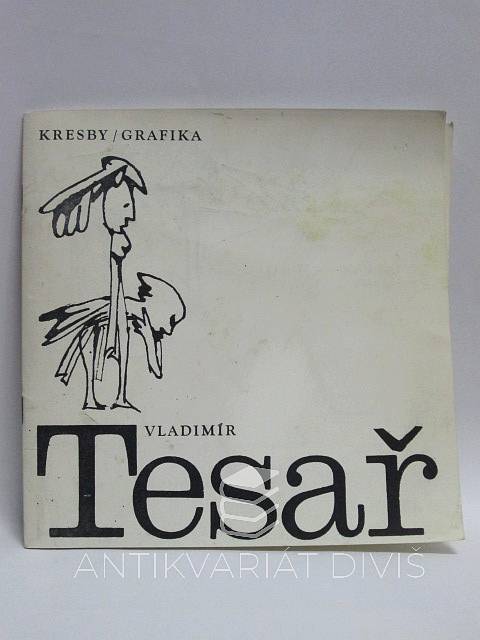 KRESBY / GRAFIKA
VLADIMÍR
Tesař
ANTIKVARIÁT DIVIŠ